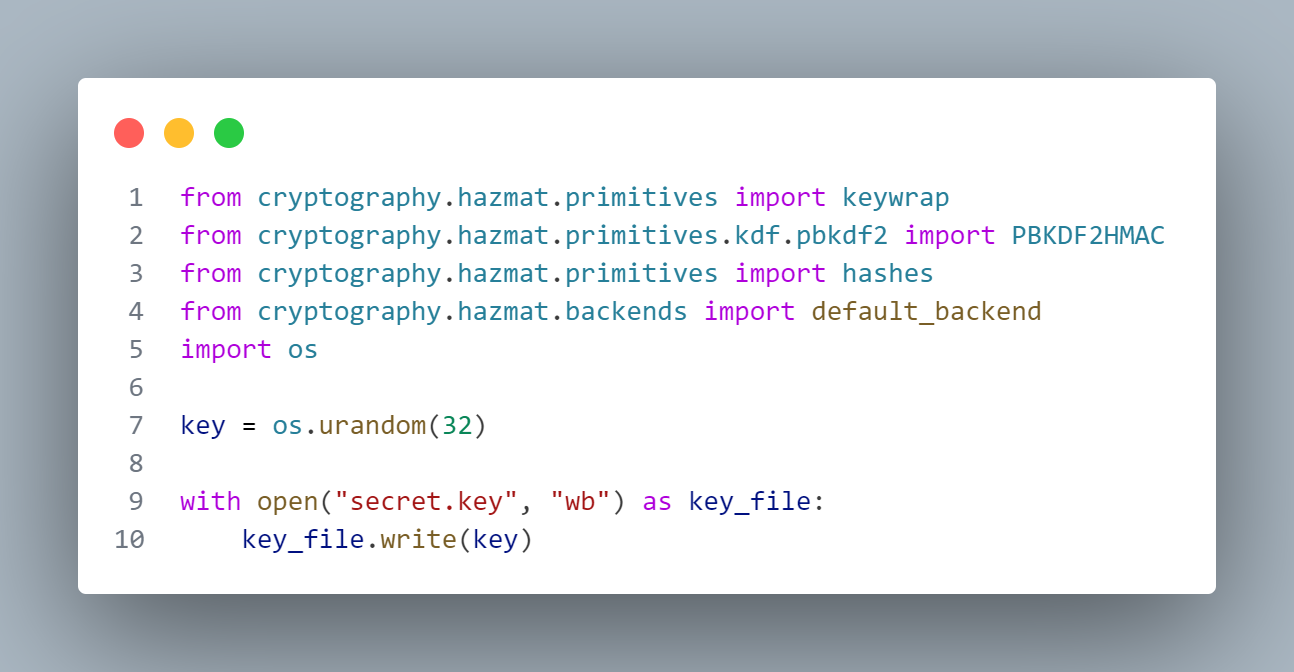 1 from cryptography.hazmat.primitives import keywrap
2 from cryptography.hazmat.primitives.kdf.pbkdf2 import PBKDF2HMAC
3 from cryptography.hazmat.primitives import hashes
4 from cryptography.hazmat.backends import default_backend
5 import os
6
7 key = os.urandom(32)
8
9 with open("secret.key", "wb") as key_file:
10     key_file.write(key)